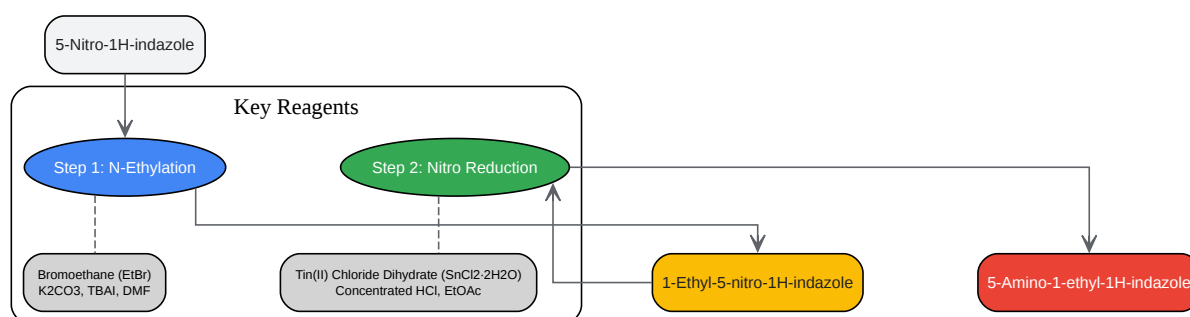 5-Nitro-1H-indazole
Key Reagents
Step 1: N-Ethylation
Step 2: Nitro Reduction
Bromoethane (EtBr)
K2CO3, TBAI, DMF
Tin(II) Chloride Dihydrate (SnCl2·2H2O)
Concentrated HCl, EtOAc
1-Ethyl-5-nitro-1H-indazole
5-Amino-1-ethyl-1H-indazole